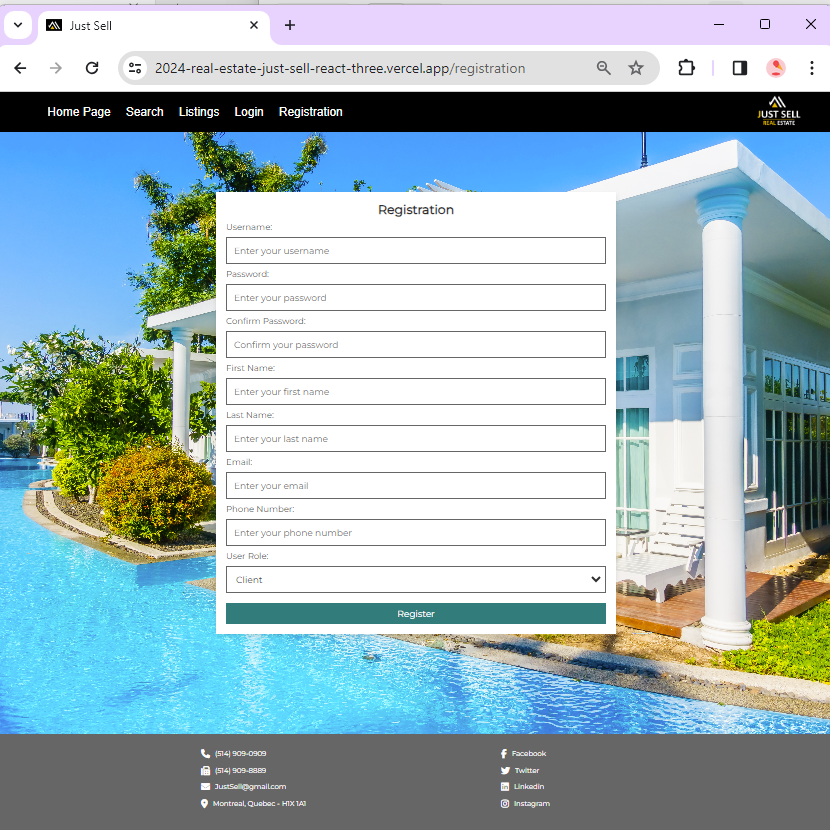 Just Sell
2024-real-estate-just-sell-react-three.vercel.app/registration
Home Page Search Listings Login Registration
JUST SELL
REAL ESTATE
Registration
Username:
Enter your username
Password:
Enter your password
Confirm Password:
Confirm your password
First Name:
Enter your first name
Last Name:
Enter your last name
Email:
Enter your email
Phone Number:
Enter your phone number
User Role:
Client
Register
(514) 909-0909
(514) 909-8889
JustSell@gmail.com
Montreal, Quebec - H1X 1A1
Facebook
Twitter
Linkedin
Instagram